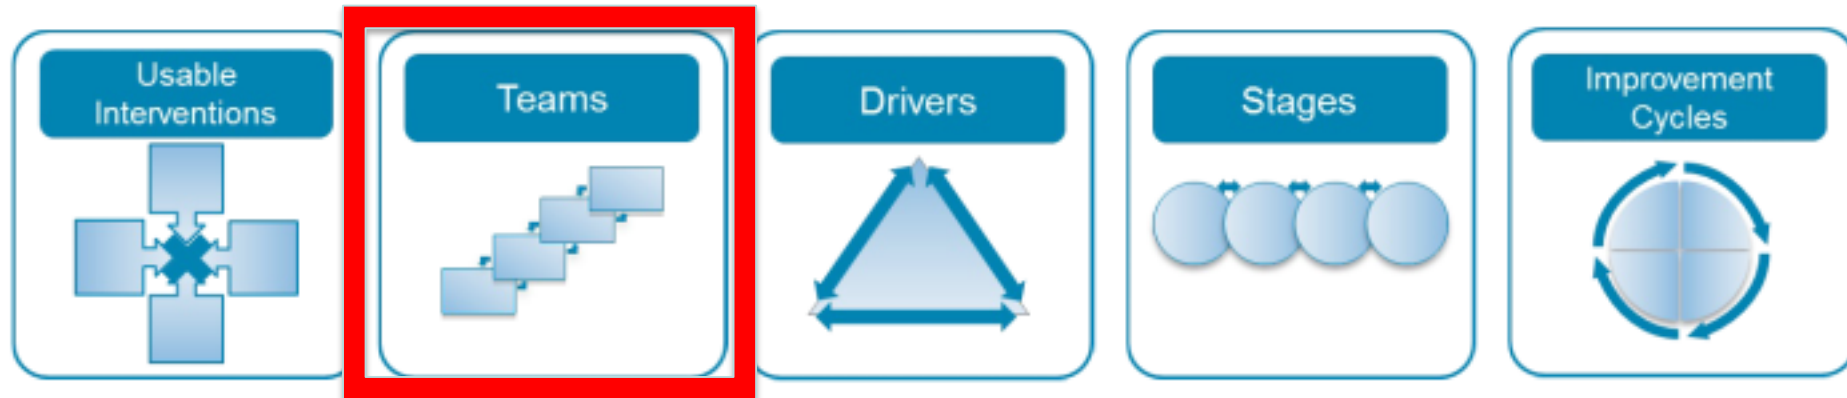 Usable
Interventions
Teams
Drivers
Stages
Improvement
Cycles